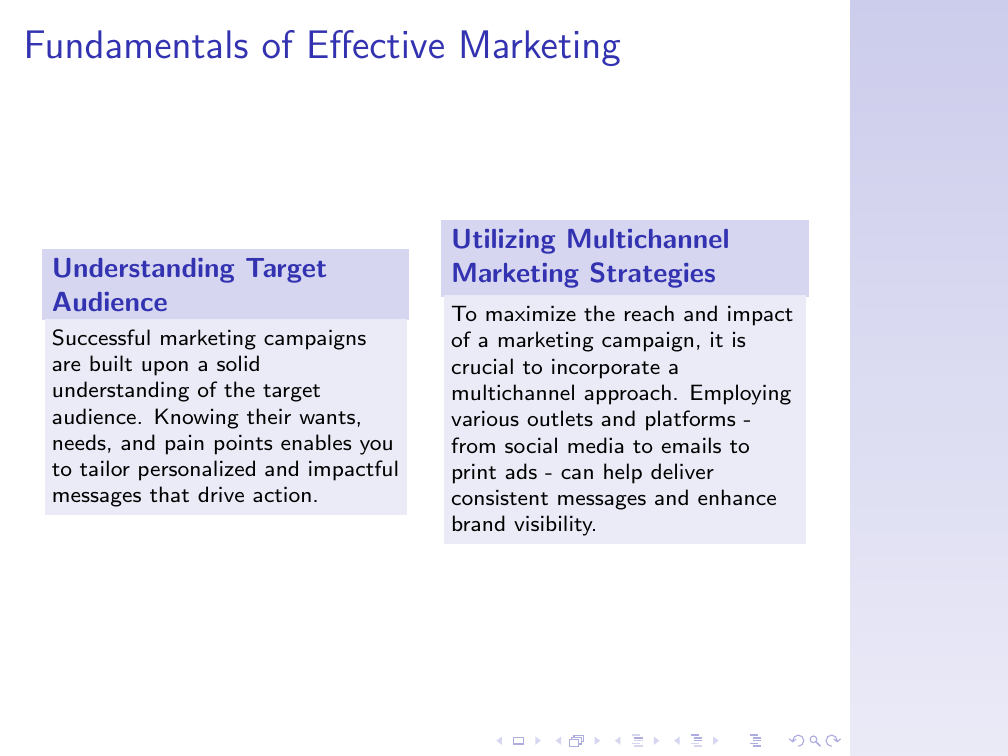 Fundamentals of Effective Marketing
Understanding Target
Audience
Successful marketing campaigns
are built upon a solid
understanding of the target
audience. Knowing their wants,
needs, and pain points enables you
to tailor personalized and impactful
messages that drive action.
Utilizing Multichannel
Marketing Strategies
To maximize the reach and impact
of a marketing campaign, it is
crucial to incorporate a
multichannel approach. Employing
various outlets and platforms -
from social media to emails to
print ads - can help deliver
consistent messages and enhance
brand visibility.